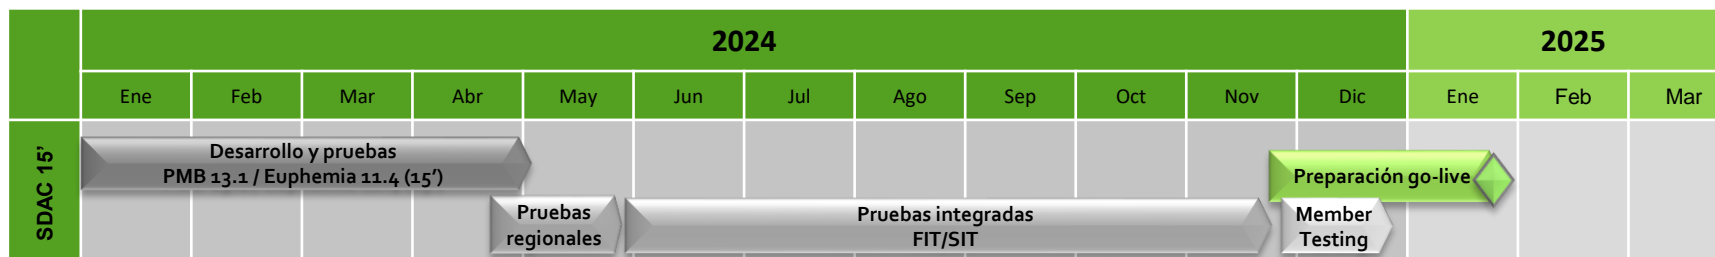 2024
2025
Ene
Feb
Mar
Abr
May
Jun
Jul
Ago
Sep
Oct
Nov
Dic
Ene
Feb
Mar
SDAC 15’
Desarrollo y pruebas
PMB 13.1 / Euphemia 11.4 (15’)
Preparación go-live
Pruebas
regionales
Pruebas integradas
FIT/SIT
Member
Testing